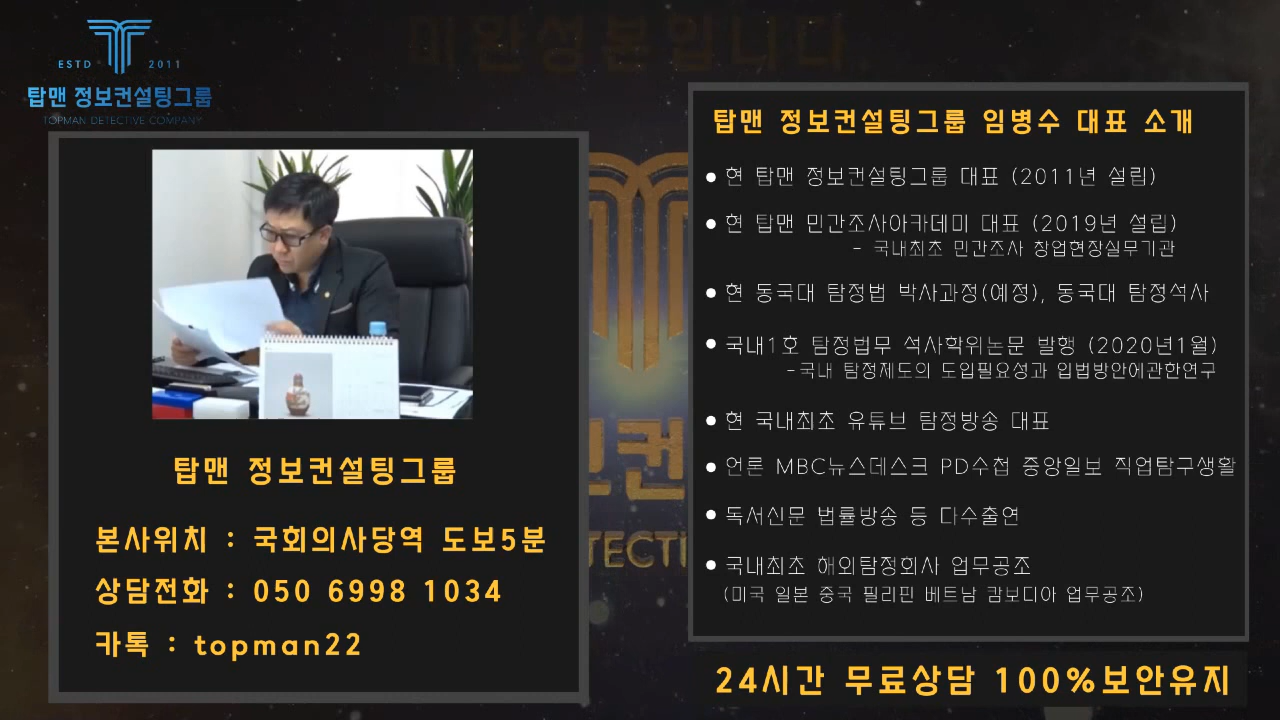 미완성본입니다
ESTD 2011
탑맨 정보컨설팅그룹
TOPMAN DETECTIVE COMPANY
탑맨 정보컨설팅그룹
본사위치 : 국회의사당역 도보5분
상담전화 : 050 6998 1034
카톡 : topman22
탑맨 정보컨설팅그룹 임병수 대표 소개
● 현 탑맨 정보컨설팅그룹 대표 (2011년 설립)
● 현 탑맨 민간조사아카데미 대표 (2019년 설립)
- 국내최초 민간조사 창업현장실무기관
● 현 동국대 탐정법 박사과정(예정), 동국대 탐정석사
● 국내1호 탐정법무 석사학위논문 발행 (2020년1월)
-국내 탐정제도의 도입필요성과 입법방안에관한연구
● 현 국내최초 유튜브 탐정방송 대표
● 언론 MBC뉴스데스크 PD수첩 중앙일보 직업탐구생활
● 독서신문 법률방송 등 다수출연
● 국내최초 해외탐정회사 업무공조
(미국 일본 중국 필리핀 베트남 캄보디아 업무공조)
24시간 무료상담 100%보안유지